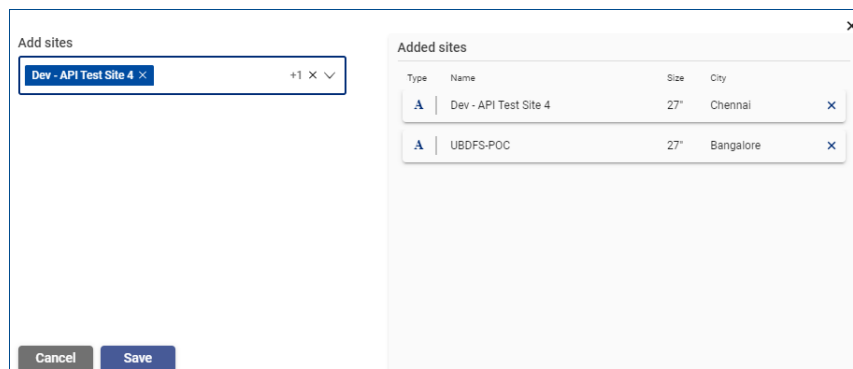 Add sites
Dev - API Test Site 4 × +1 × 
Cancel Save
×
Added sites
Type Name Size City
A Dev - API Test Site 4 27" Chennai ×
A UBDFS-POC 27" Bangalore ×